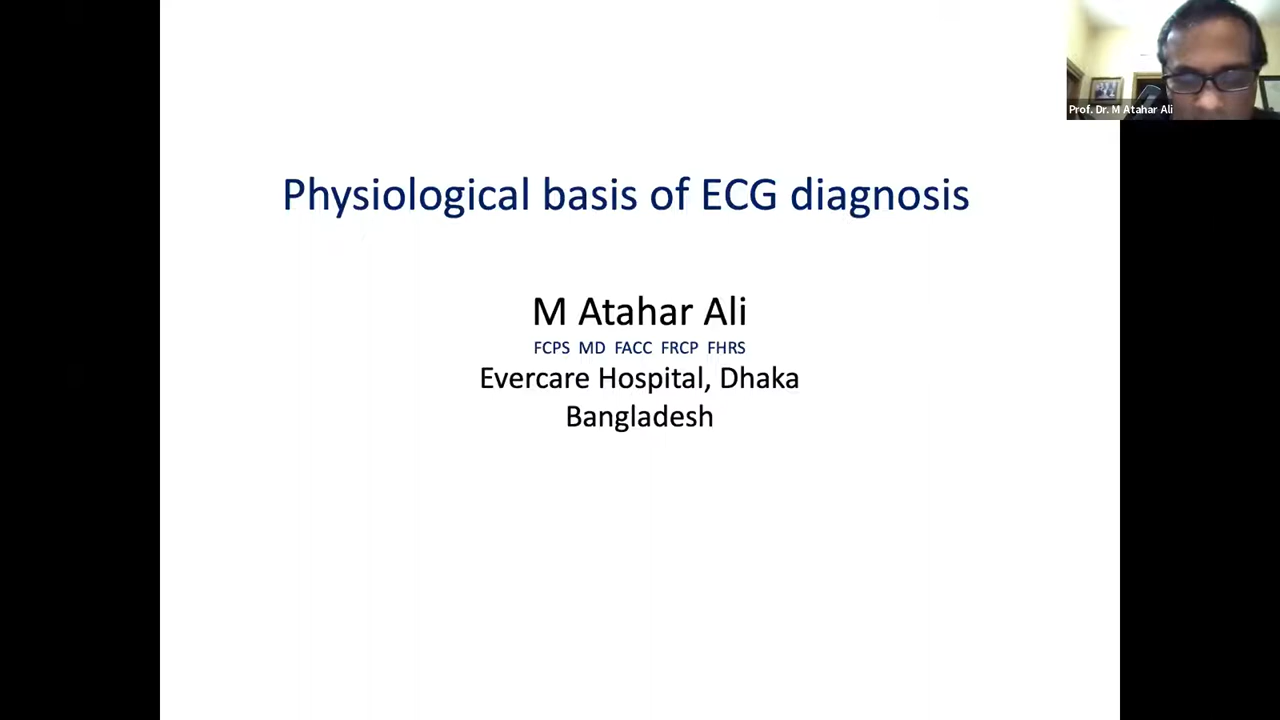 Prof. Dr. M Atahar Ali
Physiological basis of ECG diagnosis
M Atahar Ali
FCPS MD FACC FRCP FHRS
Evercare Hospital, Dhaka
Bangladesh